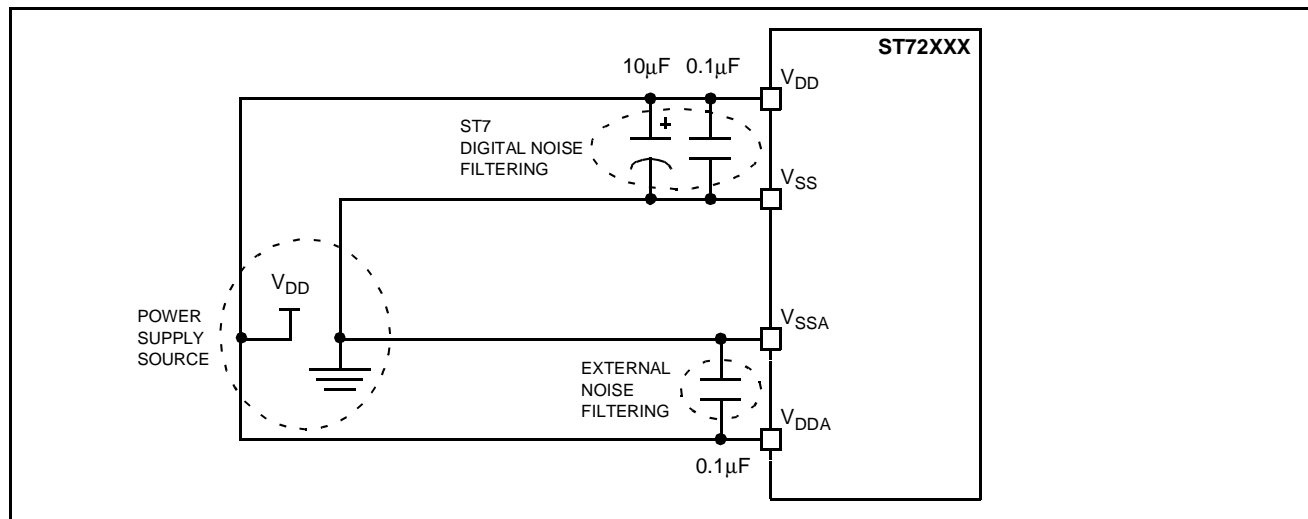 ST72XXX
10μF 0.1μF
VDD
+
ST7
DIGITAL NOISE
FILTERING
VSS
VDD
POWER
SUPPLY
SOURCE
VSSA
EXTERNAL
NOISE
FILTERING
VDDA
0.1μF